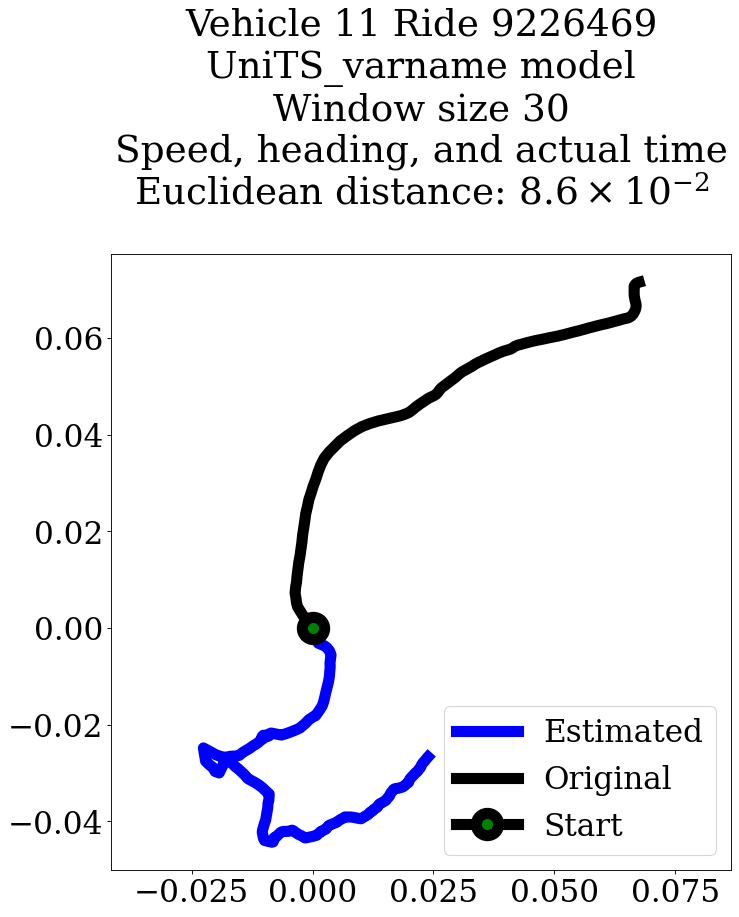 Vehicle 11 Ride 9226469
UniTS_varname model
Window size 30
Speed, heading, and actual time
Euclidean distance: 8.6 × 10⁻²
0.06
0.04
0.02
0.00
−0.02
−0.04
Estimated
Original
Start
−0.025 0.000 0.025 0.050 0.075